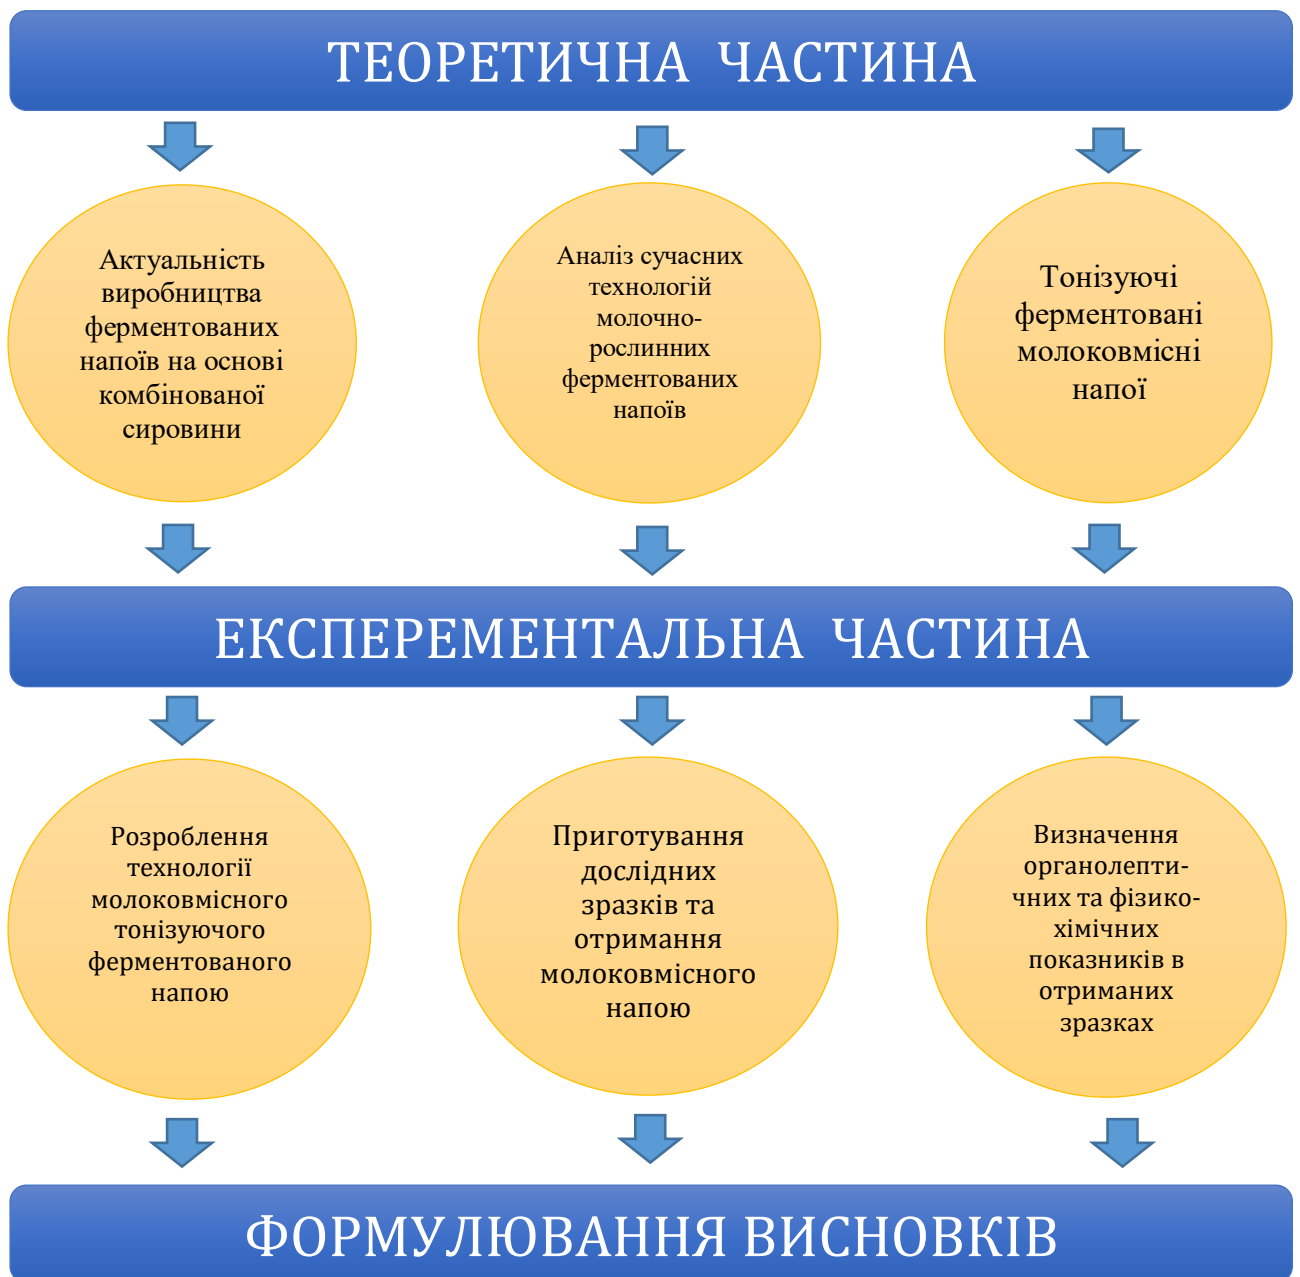 ТЕОРЕТИЧНА ЧАСТИНА
Актуальність
виробництва
ферментованих
напоїв на основі
комбінованої
сировини
Аналіз сучасних
технологій
молочно-
рослинних
ферментованих
напоїв
Тонізуючі
ферментовані
молоковмісні
напої
ЕКСПЕРЕМЕНТАЛЬНА ЧАСТИНА
Розроблення
технології
молоковмісного
тонізуючого
ферментованого
напою
Приготування
дослідних
зразків та
отримання
молоковмісного
напою
Визначення
органолепти-
чних та фізико-
хімічних
показників в
отриманих
зразках
ФОРМУЛЮВАННЯ ВИСНОВКІВ